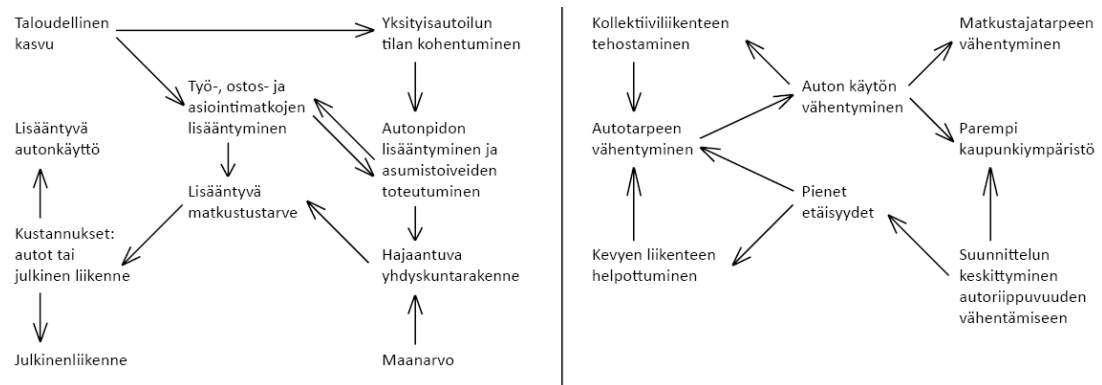 Taloudellinen
kasvu
Yksityisautoilun
tilan kohentuminen
Työ-, ostos- ja
asiointimatkojen
lisääntyminen
Lisääntyvä
autonkäyttö
Autonpidon
lisääntyminen ja
asumistoiveiden
toteutuminen
Lisääntyvä
matkustustarve
Kustannukset:
autot tai
julkinen liikenne
Hajaantuva
yhdyskuntarakenne
Julkinenliikenne
Maanarvo
Kollektiiviliikenteen
tehostaminen
Matkustajatarpeen
vähentyminen
Auton käytön
vähentyminen
Autotarpeen
vähentyminen
Parempi
kaupunkiympäristö
Pienet
etäisyydet
Kevyen liikenteen
helpottuminen
Suunnittelun
keskittyminen
autoriippuvuuden
vähentämiseen